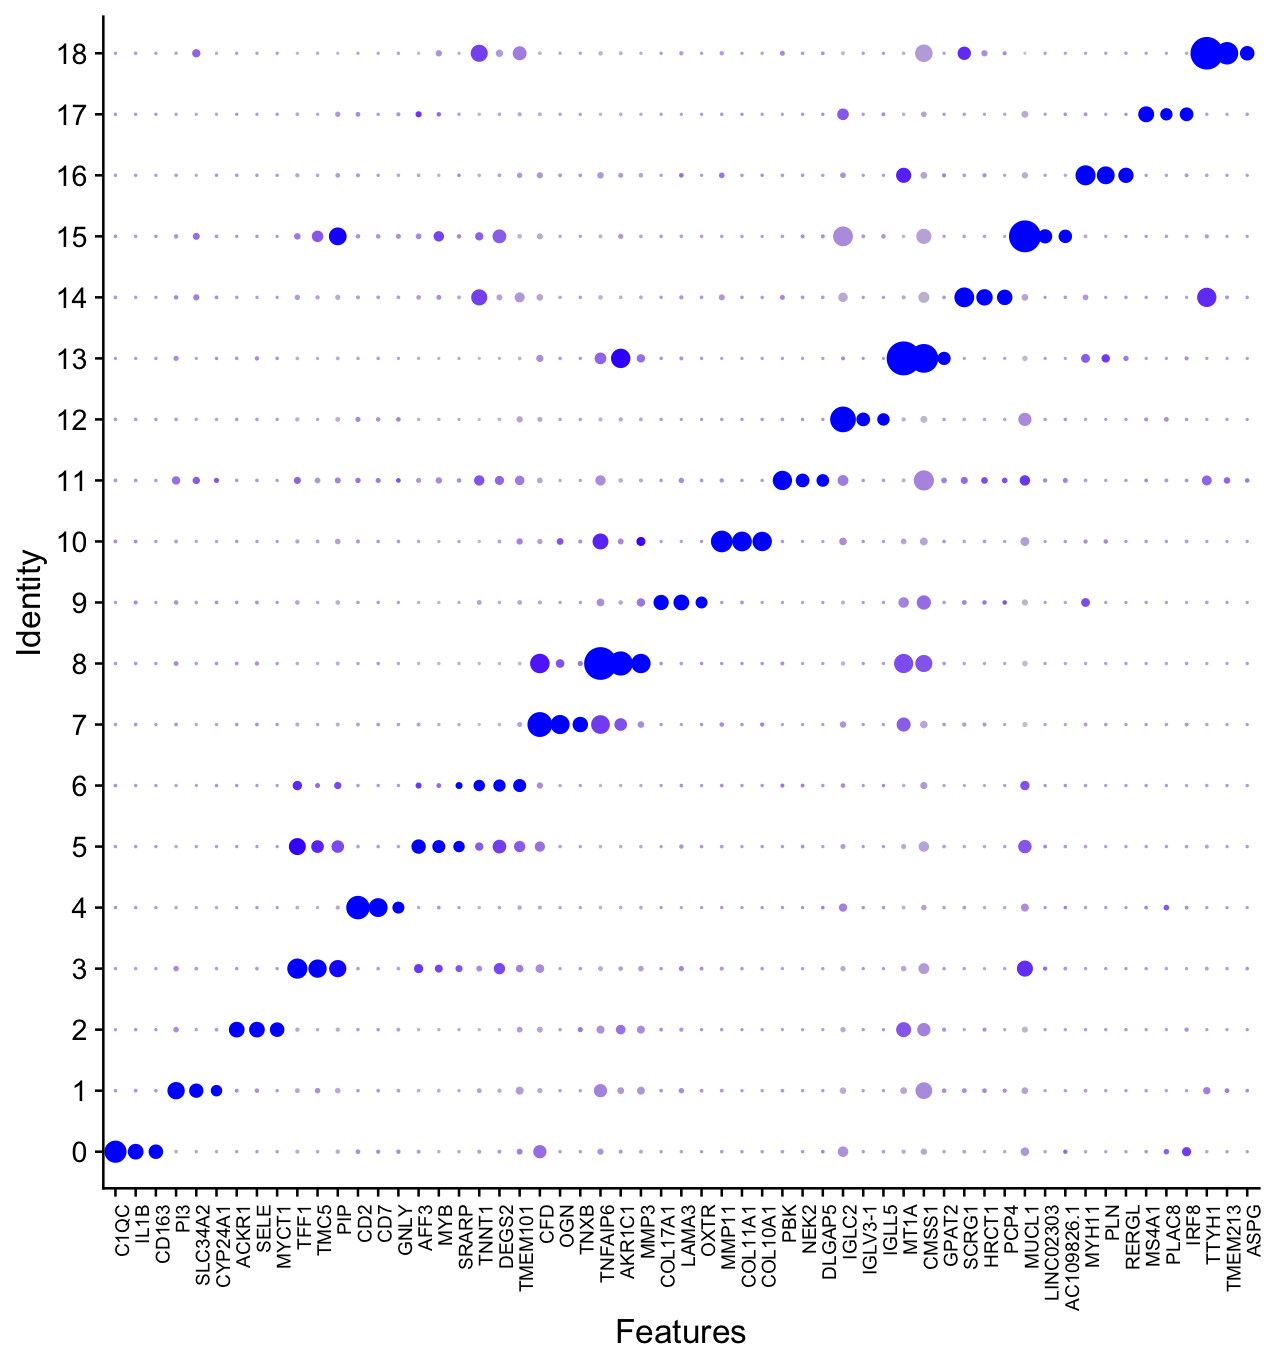 18
17
16
15
14
13
12
11
10
9
8
7
6
5
4
3
2
1
0
Identity
C1QC
IL1B
CD163
PI3
SLC34A2
CYP24A1
ACKR1
SELE
MYCT1
TFF1
TMC5
PIP
CD2
CD7
GNLY
AFF3
MYB
SRARP
TNNT1
DEGS2
TMEM101
CFD
OGN
TNXB
TNFAIP6
AKR1C1
MMP3
COL17A1
LAMA3
OXTR
MMP11
COL11A1
COL10A1
PBK
NEK2
DLGAP5
IGLC2
IGLV3-1
IGLL5
MT1A
CMSS1
GPAT2
SCRG1
HRCT1
PCP4
MUCL1
LINC02303
AC109826.1
MYH11
PLN
RERGL
MS4A1
PLAC8
IRF8
TTYH1
TMEM213
ASPG
Features